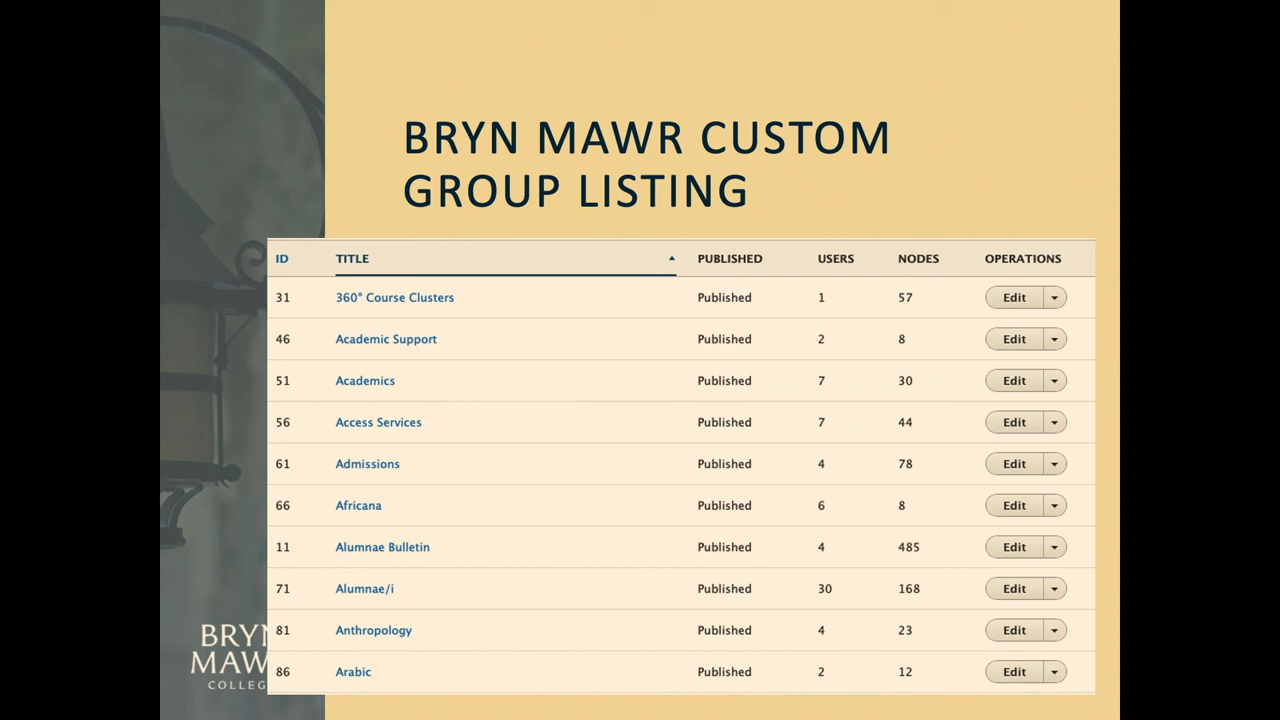 BRYN MAWR CUSTOM
GROUP LISTING
ID TITLE PUBLISHED USERS NODES OPERATIONS
31 360° Course Clusters Published 1 57 Edit
46 Academic Support Published 2 8 Edit
51 Academics Published 7 30 Edit
56 Access Services Published 7 44 Edit
61 Admissions Published 4 78 Edit
66 Africana Published 6 8 Edit
11 Alumnae Bulletin Published 4 485 Edit
71 Alumnae/i Published 30 168 Edit
81 Anthropology Published 4 23 Edit
86 Arabic Published 2 12 Edit
BRYN
MAW
COLLEG